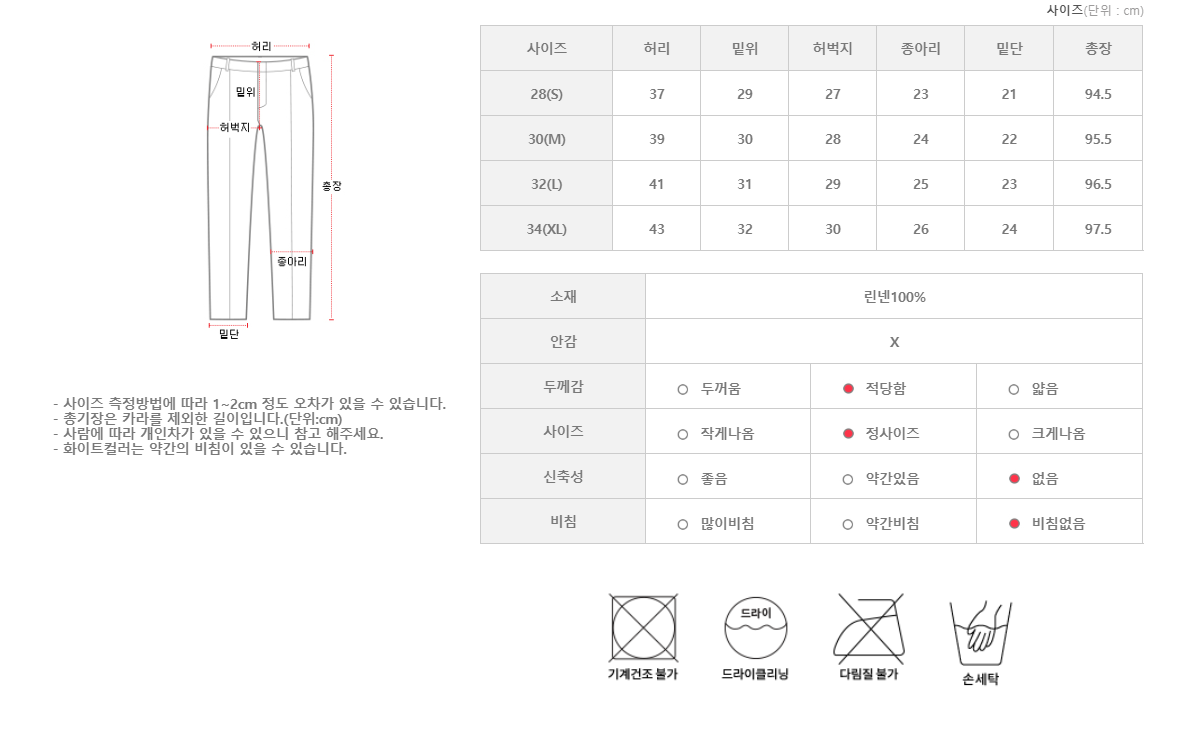 사이즈(단위 : cm)
허리
밑위
허벅지
총장
종아리
밑단
- 사이즈 측정방법에 따라 1~2cm 정도 오차가 있을 수 있습니다.
- 총기장은 카라를 제외한 길이입니다.(단위:cm)
- 사람에 따라 개인차가 있을 수 있으니 참고 해주세요.
- 화이트컬러는 약간의 비침이 있을 수 있습니다.
사이즈 허리 밑위 허벅지 종아리 밑단 총장
28(S) 37 29 27 23 21 94.5
30(M) 39 30 28 24 22 95.5
32(L) 41 31 29 25 23 96.5
34(XL) 43 32 30 26 24 97.5
소재 린넨100%
안감 X
두께감 두꺼움 적당함 얇음
사이즈 작게나옴 정사이즈 크게나옴
신축성 좋음 약간있음 없음
비침 많이비침 약간비침 비침없음
드라이
기계건조 불가 드라이클리닝 다림질 불가 손세탁